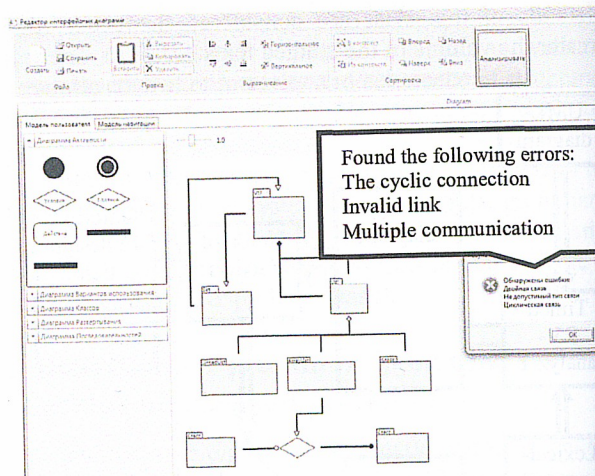 Редактор интерфейсных диаграмм
Создать
Открыть
Сохранить
Печать
Файл
Вставить
Вырезать
Копировать
Удалить
Правка
Горизонтальное
Вертикальное
Выравнивание
Вперед
Назад
Наверх
Вниз
Сортировка
Анализировать
Diagram
Модель пользователя Модель навигации
Диаграмма Активности
1.0
Действие
Диаграмма Вариантов использования
Диаграмма Классов
Диаграмма Развертывания
Диаграмма Последовательностей
Found the following errors:
The cyclic connection
Invalid link
Multiple communication
Обнаружены ошибки:
Двойная связь
Не допустимый тип связи
Циклическая связь
OK